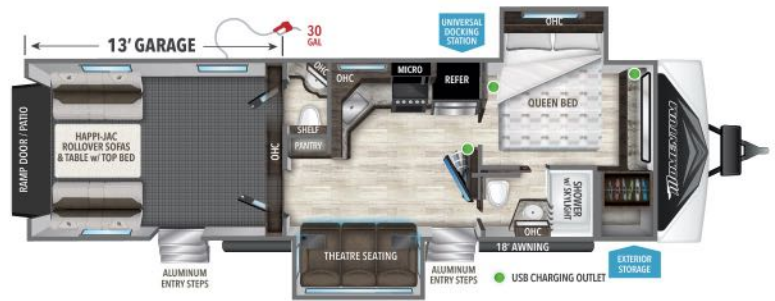 13' GARAGE
30
GAL
UNIVERSAL
DOCKING
STATION
OHC
OHC
OHC
MICRO
REFER
QUEEN BED
RAMP DOOR / PATIO
HAPPI-JAC
ROLLOVER SOFAS
& TABLE w/ TOP BED
OHC
SHELF
PANTRY
MOMENTUM
SHOWER
w/ SKYLIGHT
OHC
THEATRE SEATING
18' AWNING
ALUMINUM
ENTRY STEPS
ALUMINUM
ENTRY STEPS
USB CHARGING OUTLET
EXTERIOR
STORAGE